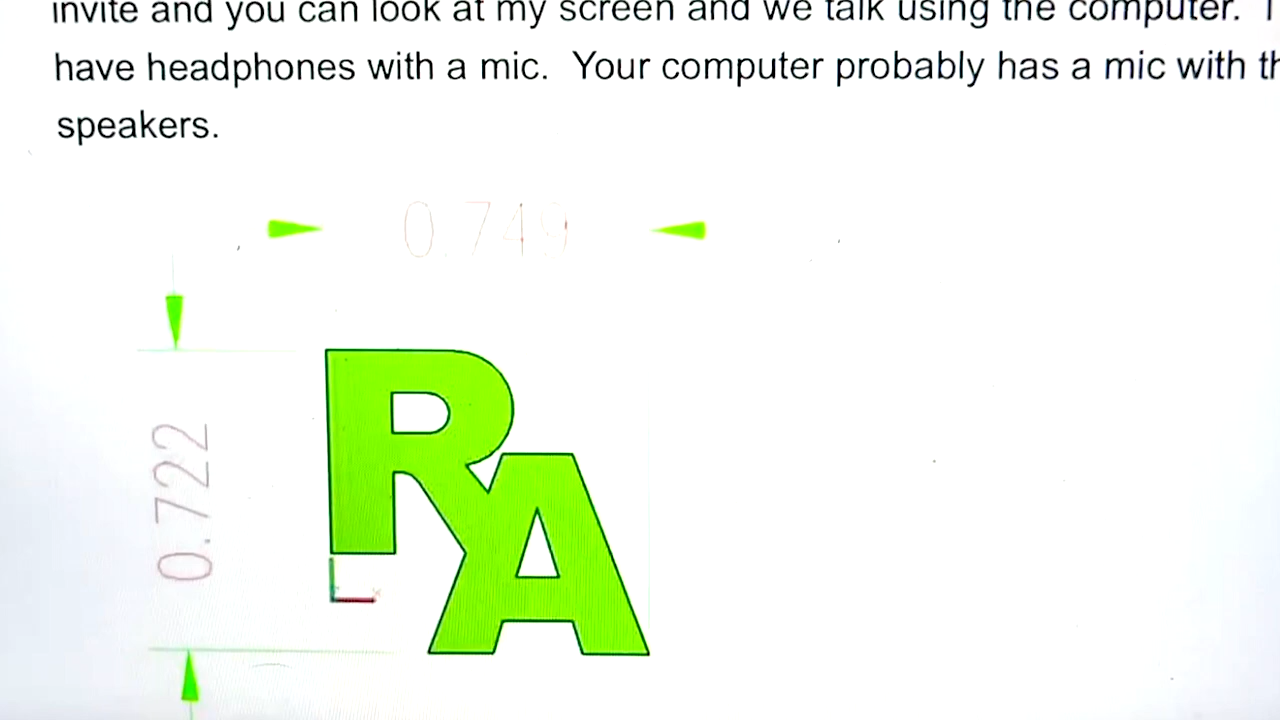 invite and you can look at my screen and we talk using the computer.
have headphones with a mic. Your computer probably has a mic with
speakers.
0.749
0.722
RA